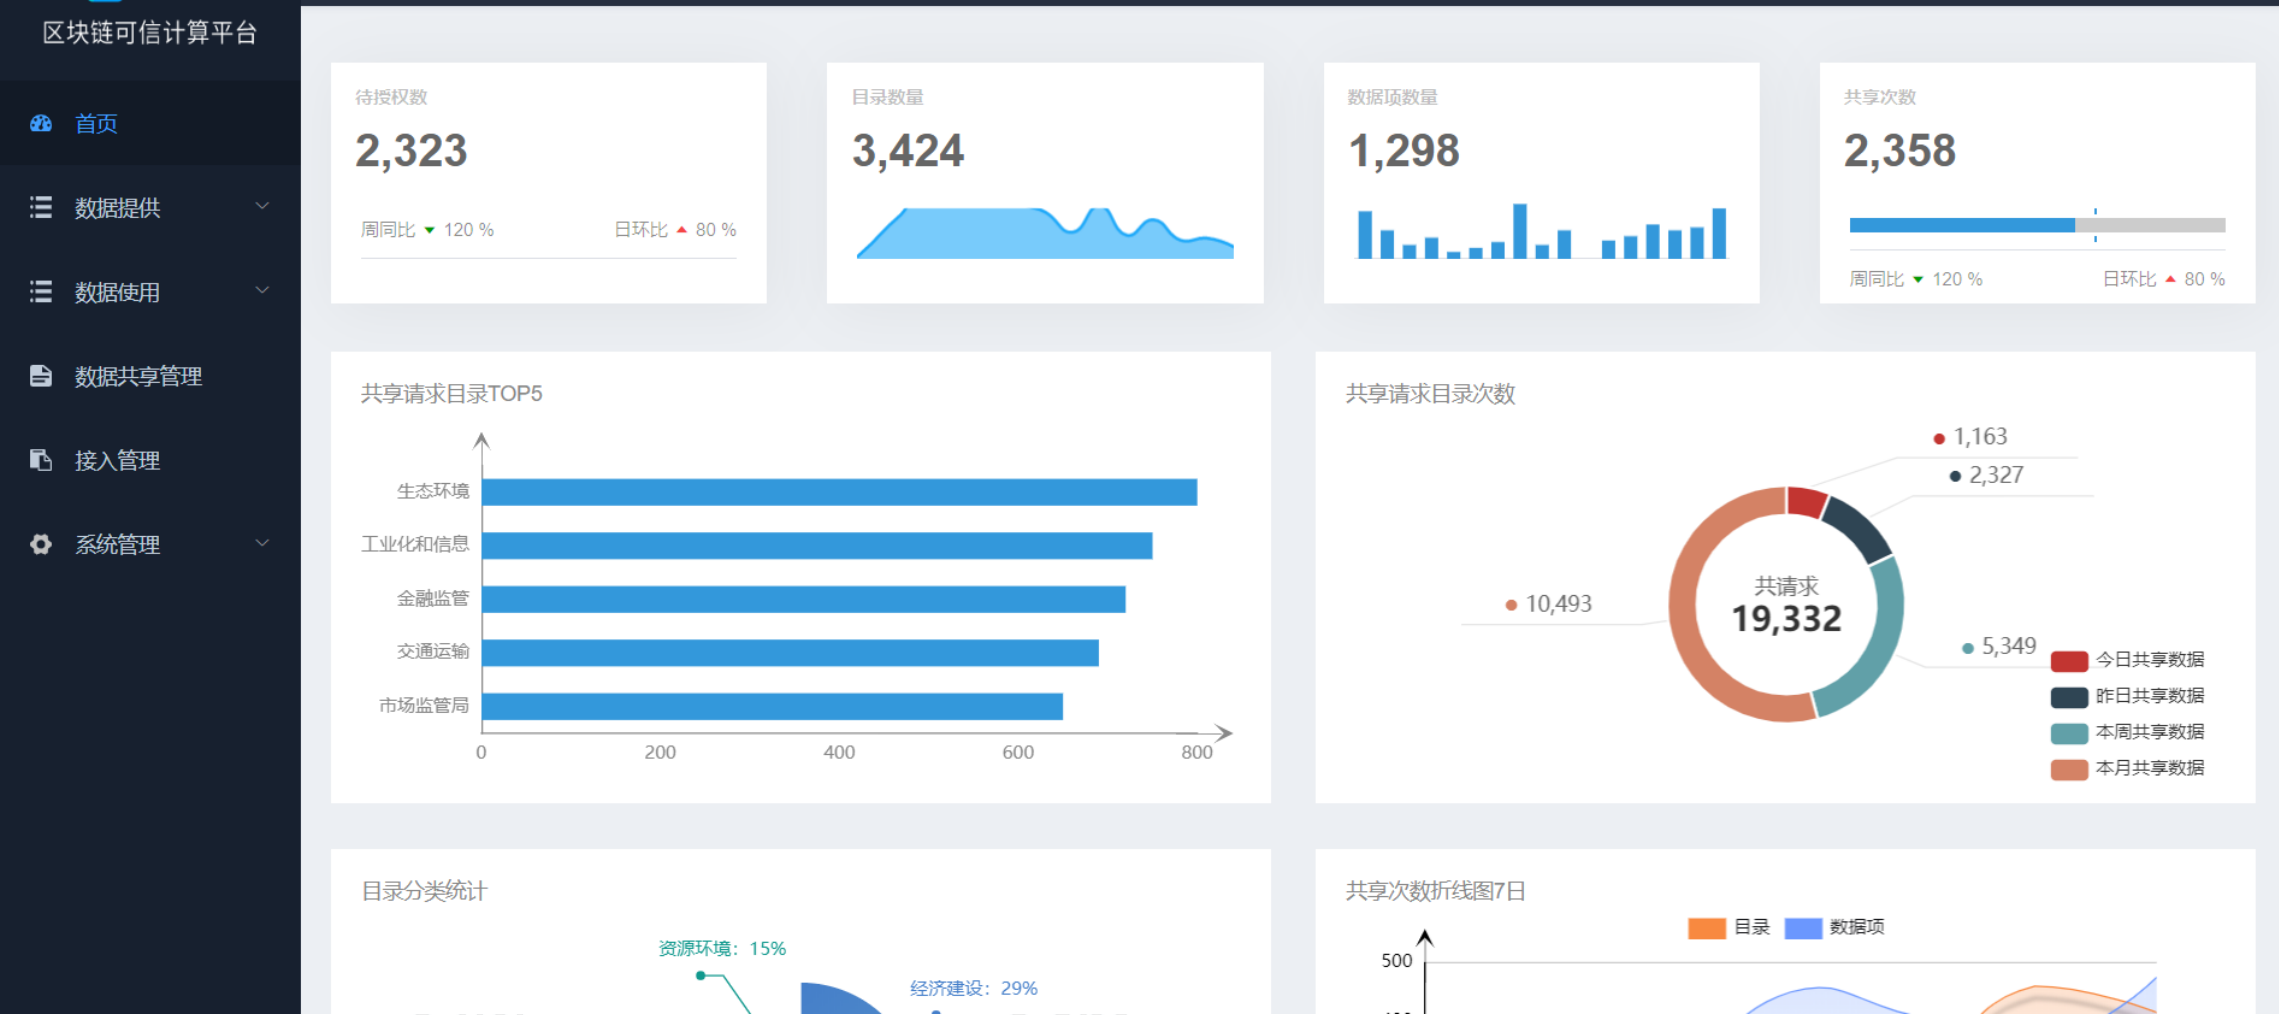 区块链可信计算平台
首页
数据提供
数据使用
数据共享管理
接入管理
系统管理
待授权数
2,323
周同比 120 % 日环比 80 %
目录数量
3,424
数据项数量
1,298
共享次数
2,358
周同比 120 % 日环比 80 %
共享请求目录TOP5
生态环境
工业化和信息
金融监管
交通运输
市场监管局
0 200 400 600 800
共享请求目录次数
1,163
2,327
10,493
共请求
19,332
5,349
今日共享数据
昨日共享数据
本周共享数据
本月共享数据
目录分类统计
资源环境：15%
经济建设：29%
共享次数折线图7日
目录 数据项
500